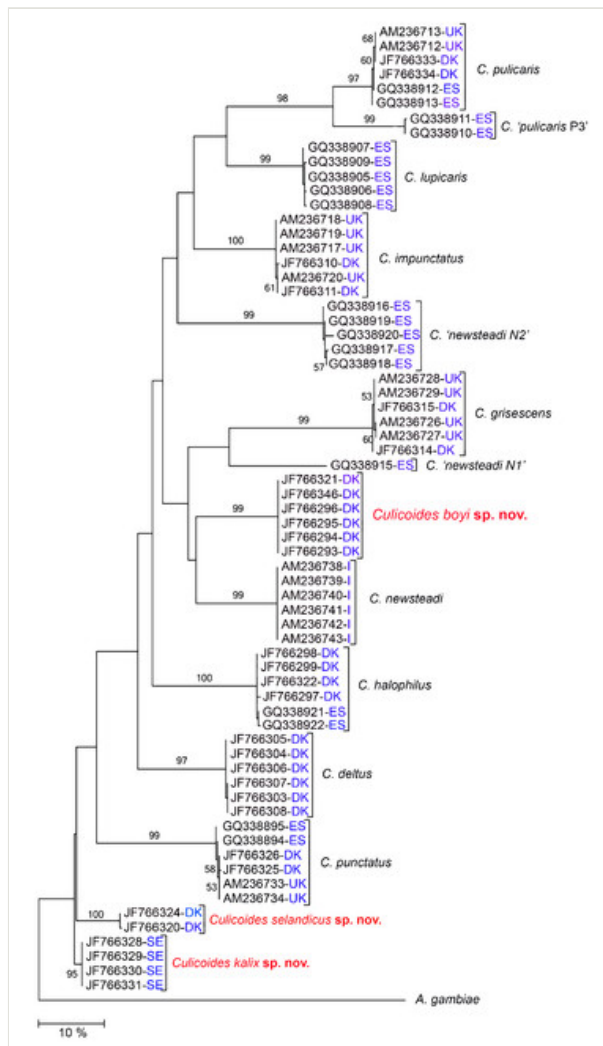 AM236713-UK
68
AM236712-UK
60
JF766333-DK
C. pulicaris
JF766334-DK
97
GQ338912-ES
98
GQ338913-ES
99
GQ338911-ES
C. 'pulicaris P3'
GQ338910-ES
GQ338907-ES
99
GQ338909-ES
GQ338905-ES
C. lupicaris
GQ338906-ES
GQ338908-ES
AM236718-UK
AM236719-UK
100
AM236717-UK
C. impunctatus
JF766310-DK
AM236720-UK
61
JF766311-DK
GQ338916-ES
99
GQ338919-ES
GQ338920-ES
C. 'newsteadi N2'
GQ338917-ES
57
GQ338918-ES
AM236728-UK
53
AM236729-UK
99
JF766315-DK
C. grisescens
AM236726-UK
60
AM236727-UK
JF766314-DK
GQ338915-ES
C. 'newsteadi N1'
JF766321-DK
JF766346-DK
99
JF766296-DK
Culicoides boyi sp. nov.
JF766295-DK
JF766294-DK
JF766293-DK
AM236738-I
AM236739-I
99
AM236740-I
C. newsteadi
AM236741-I
AM236742-I
AM236743-I
JF766298-DK
JF766299-DK
100
JF766322-DK
C. halophilus
JF766297-DK
GQ338921-ES
GQ338922-ES
JF766305-DK
JF766304-DK
97
JF766306-DK
C. deltus
JF766307-DK
JF766303-DK
JF766308-DK
GQ338895-ES
99
GQ338894-ES
JF766326-DK
C. punctatus
58
JF766325-DK
53
AM236733-UK
AM236734-UK
100
JF766324-DK
Culicoides selandicus sp. nov.
JF766320-DK
JF766328-SE
JF766329-SE
Culicoides kalix sp. nov.
95
JF766330-SE
JF766331-SE
A. gambiae
10 %